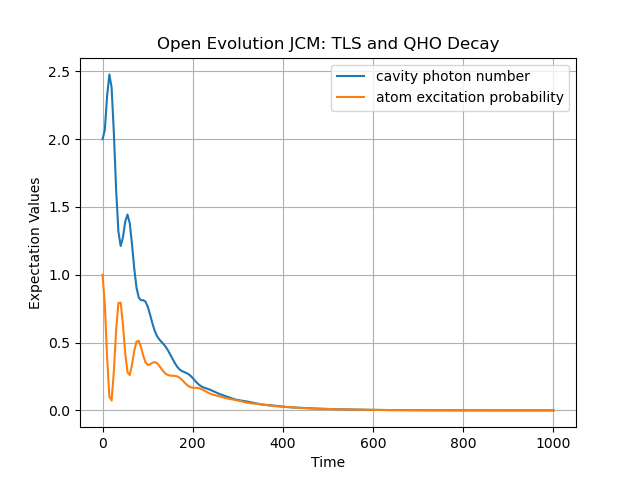 Open Evolution JCM: TLS and QHO Decay
cavity photon number
atom excitation probability
Expectation Values
2.5
2.0
1.5
1.0
0.5
0.0
0 200 400 600 800 1000
Time